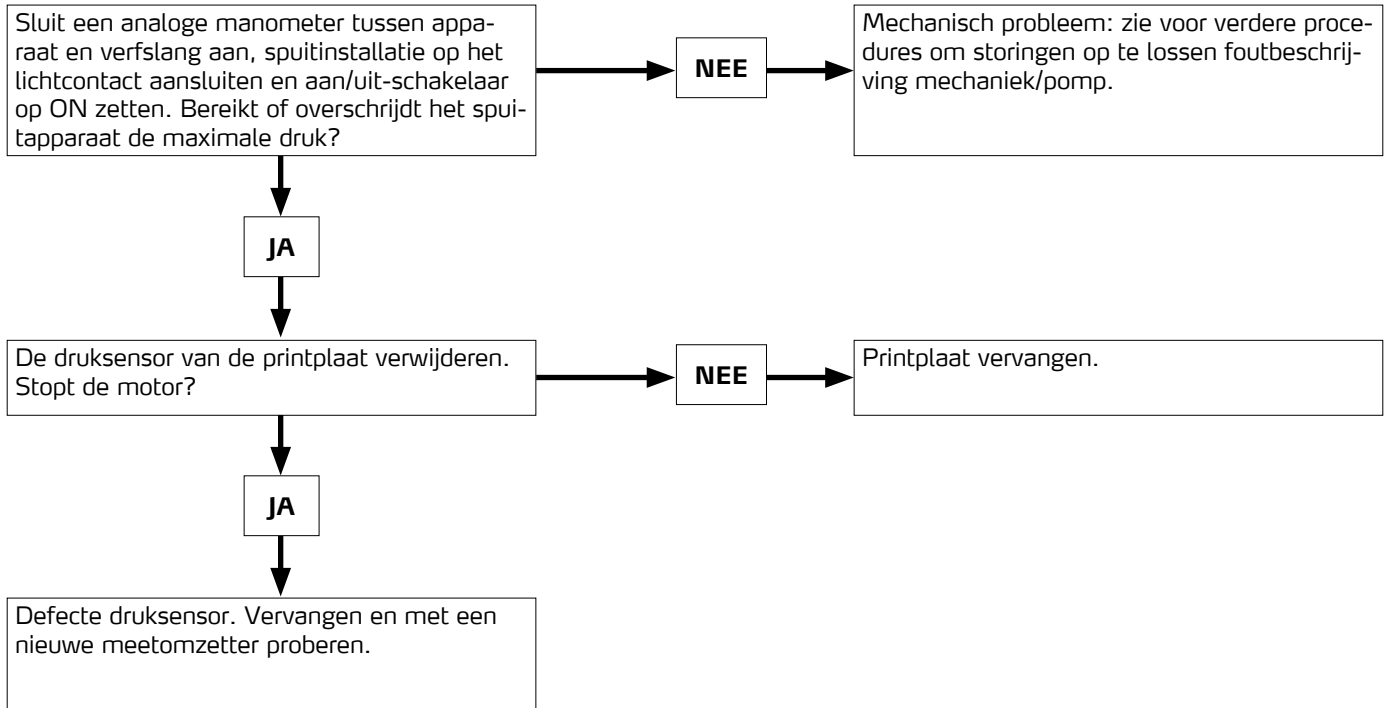 Sluit een analoge manometer tussen appa-
raat en verfslang aan, spuitinstallatie op het
lichtcontact aansluiten en aan/uit-schakelaar
op ON zetten. Bereikt of overschrijdt het spui-
tapparaat de maximale druk?
NEE
Mechanisch probleem: zie voor verdere proce-
dures om storingen op te lossen foutbeschrij-
ving mechaniek/pomp.
JA
De druksensor van de printplaat verwijderen.
Stopt de motor?
NEE
Printplaat vervangen.
JA
Defecte druksensor. Vervangen en met een
nieuwe meetomzetter proberen.